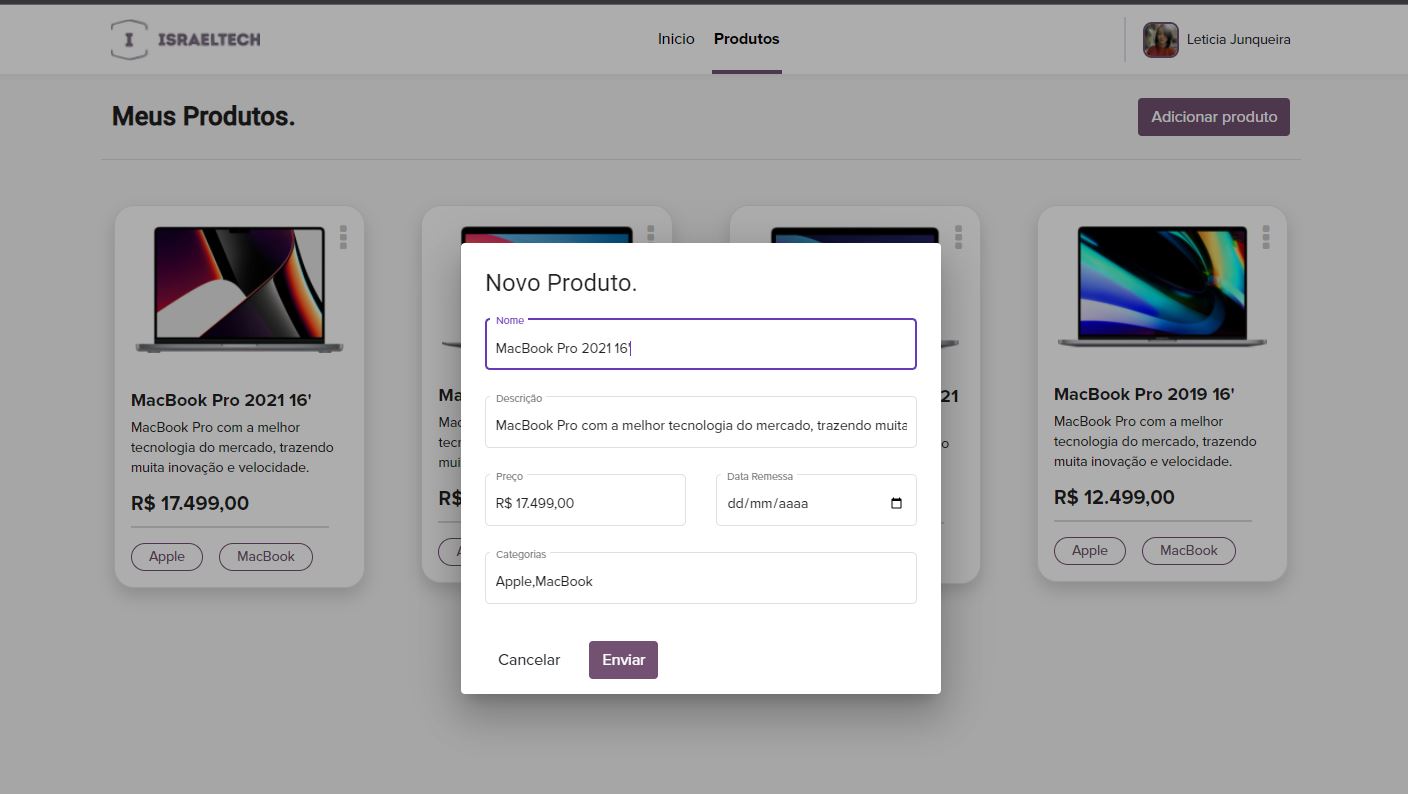 I ISRAELTECH
Inicio Produtos
Leticia Junqueira
Meus Produtos.
Adicionar produto
MacBook Pro 2021 16'
MacBook Pro com a melhor
tecnologia do mercado, trazendo
muita inovação e velocidade.
R$ 17.499,00
Apple MacBook
Novo Produto.
Nome
MacBook Pro 2021 16'
Descrição
MacBook Pro com a melhor tecnologia do mercado, trazendo muita
Preço
R$ 17.499,00
Data Remessa
dd/mm/aaaa
Categorias
Apple,MacBook
Cancelar Enviar
R$
21
MacBook Pro 2019 16'
MacBook Pro com a melhor
tecnologia do mercado, trazendo
muita inovação e velocidade.
R$ 12.499,00
Apple MacBook